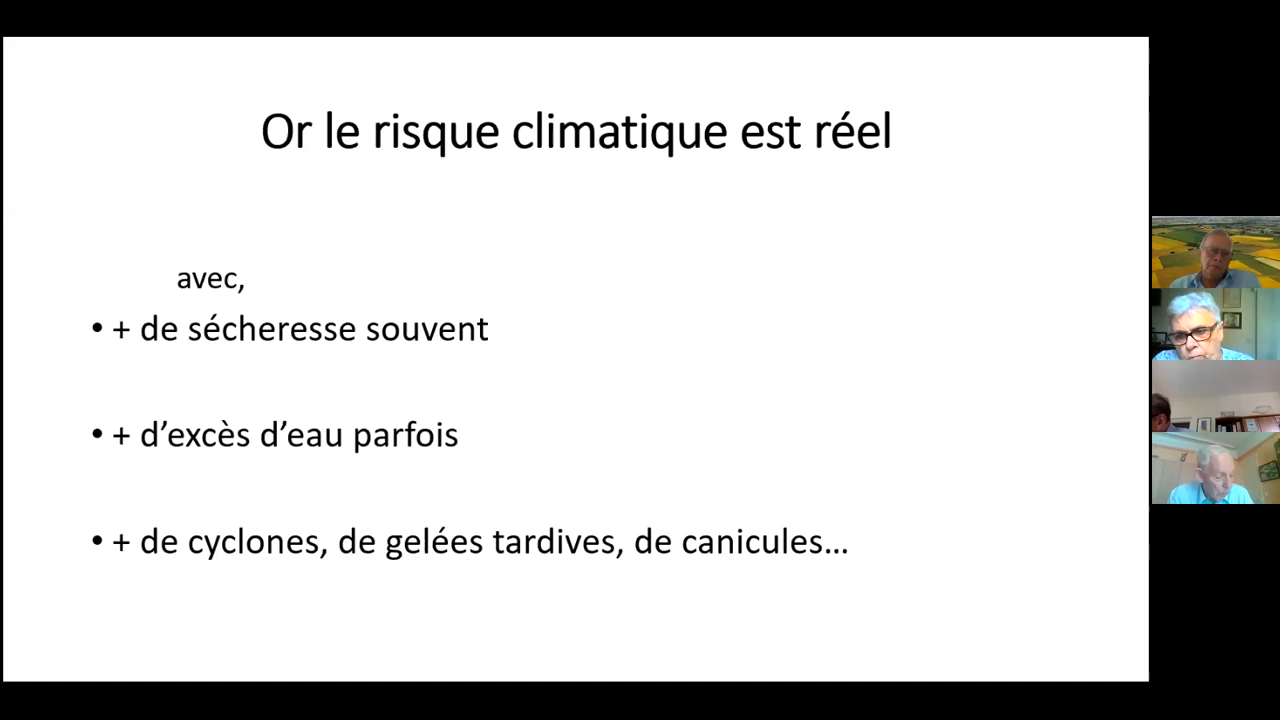 Or le risque climatique est réel
avec,
• + de sécheresse souvent
• + d’excès d’eau parfois
• + de cyclones, de gelées tardives, de canicules…